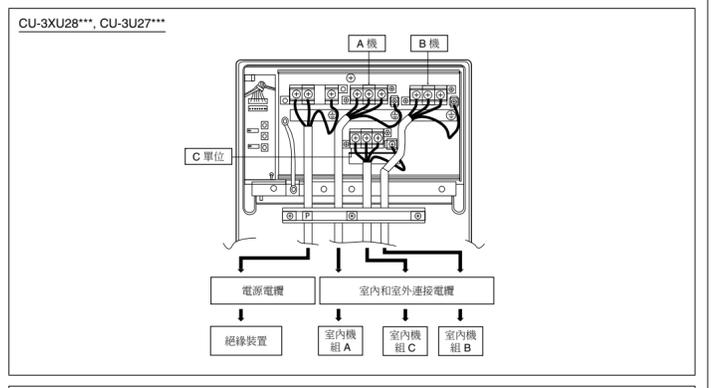 CU-3XU28***, CU-3U27***
A 機
B 機
C 單位
P
電源電纜
室內和室外連接電纜
絕緣裝置
室內機
組 A
室內機
組 C
室內機
組 B